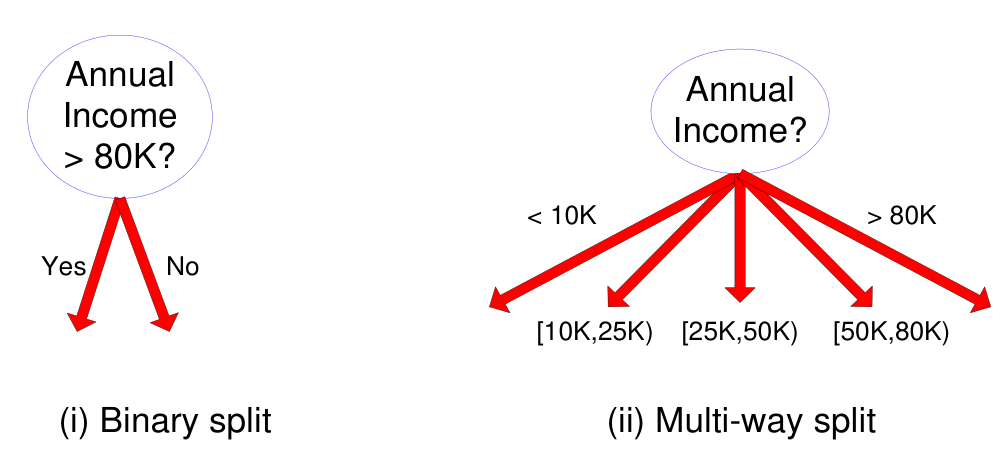 Annual
Income
> 80K?
Yes
No
(i) Binary split
Annual
Income?
< 10K
> 80K
[10K,25K)
[25K,50K)
[50K,80K)
(ii) Multi-way split